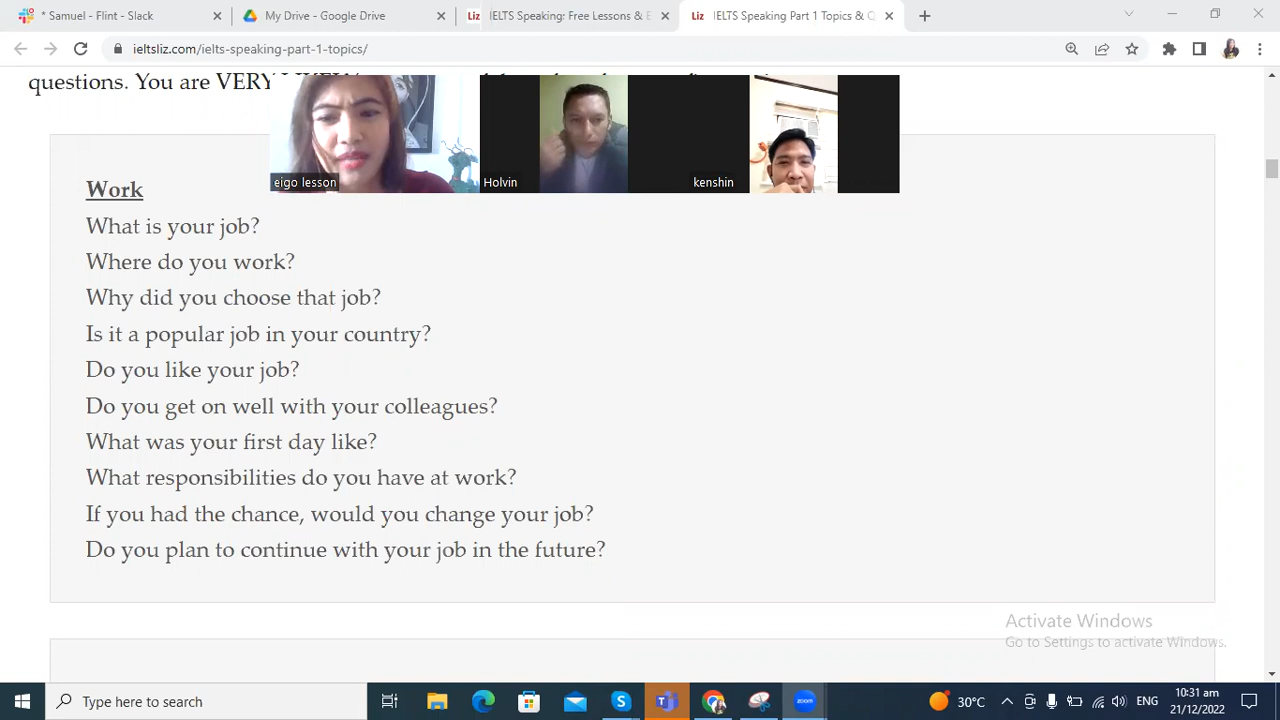 * Samuel - Flint - Slack
My Drive - Google Drive
Liz IELTS Speaking: Free Lessons & E
Liz IELTS Speaking Part 1 Topics & Q
ieltsliz.com/ielts-speaking-part-1-topics/
questions. You are VERY LIKELY
eigo lesson
Holvin
kenshin
Work
What is your job?
Where do you work?
Why did you choose that job?
Is it a popular job in your country?
Do you like your job?
Do you get on well with your colleagues?
What was your first day like?
What responsibilities do you have at work?
If you had the chance, would you change your job?
Do you plan to continue with your job in the future?
Activate Windows
Go to Settings to activate Windows.
Type here to search
zoom
30°C
ENG
10:31 am
21/12/2022